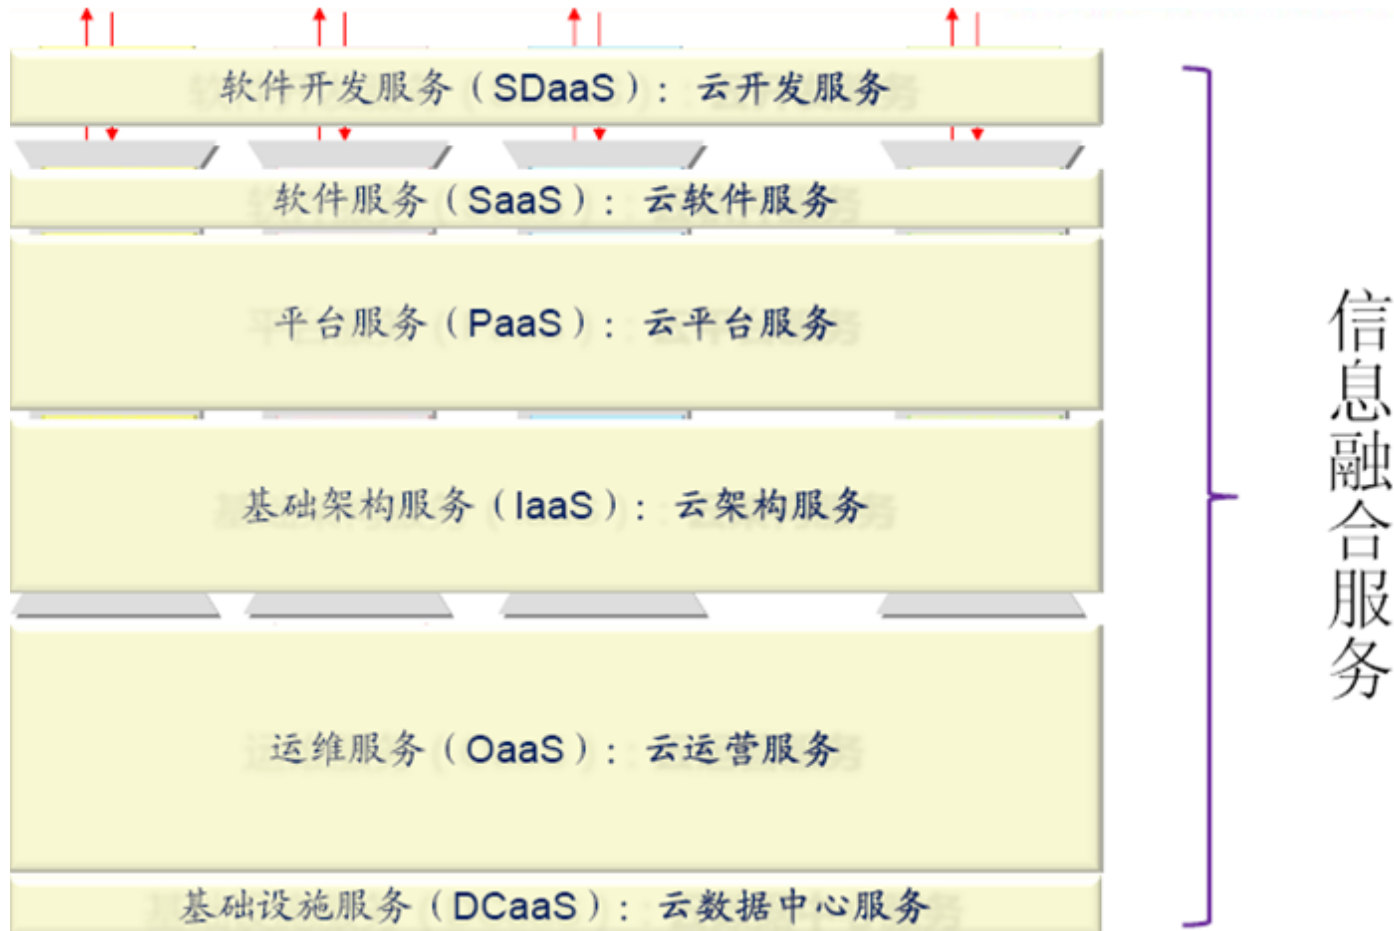 软件开发服务（SDaaS）：云开发服务
软件服务（SaaS）：云软件服务
平台服务（PaaS）：云平台服务
基础架构服务（IaaS）：云架构服务
运维服务（OaaS）：云运营服务
基础设施服务（DCaaS）：云数据中心服务
信息融合服务